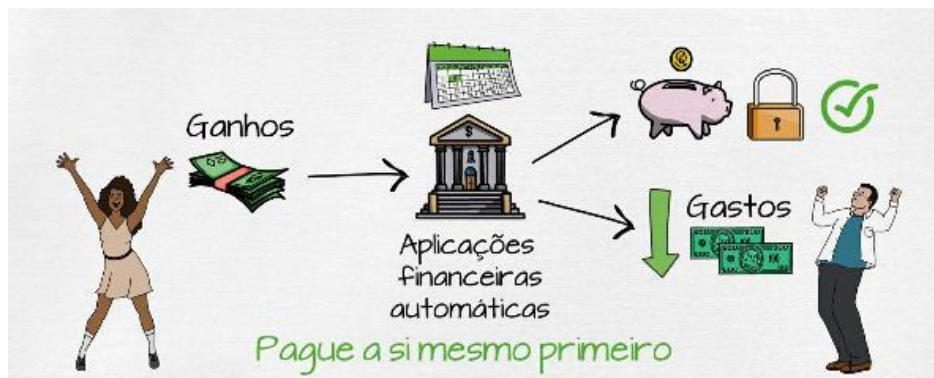 Ganhos
Aplicações
financeiras
automáticas
Gastos
Pague a si mesmo primeiro